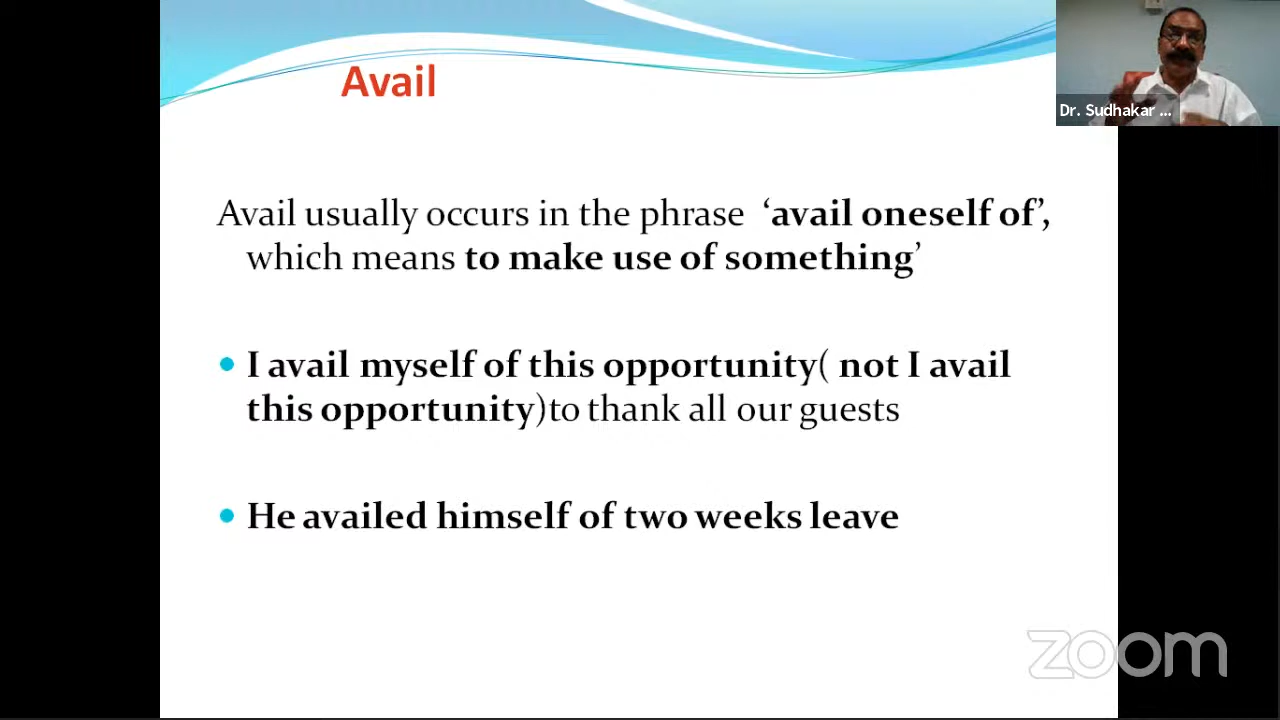 Avail
Dr. Sudhakar ...
Avail usually occurs in the phrase ‘avail oneself of’,
which means to make use of something’
I avail myself of this opportunity( not I avail
this opportunity)to thank all our guests
He availed himself of two weeks leave
zoom